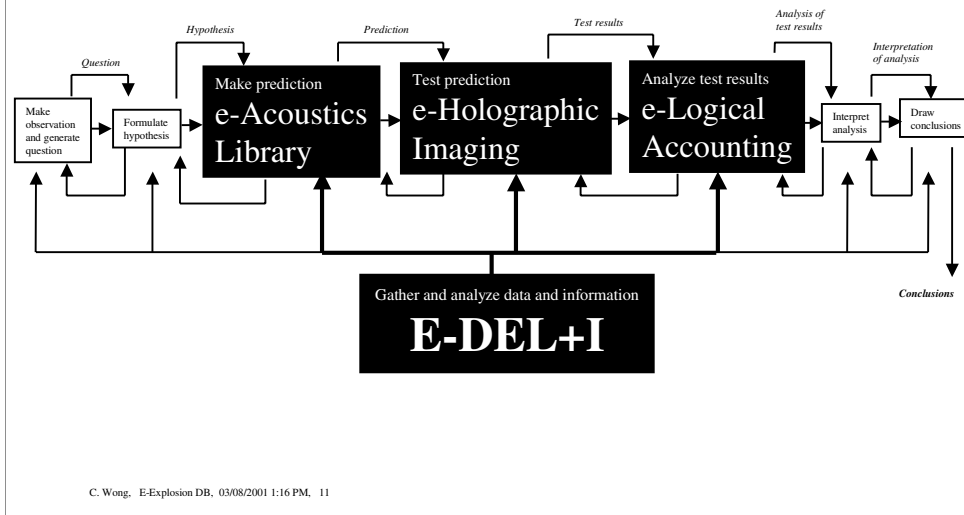 Question
Hypothesis
Prediction
Test results
Analysis of
test results
Interpretation
of analysis
Make
observation
and generate
question
Formulate
hypothesis
Make prediction
e-Acoustics
Library
Test prediction
e-Holographic
Imaging
Analyze test results
e-Logical
Accounting
Interpret
analysis
Draw
conclusions
Conclusions
Gather and analyze data and information
E-DEL+I
C. Wong, E-Explosion DB, 03/08/2001 1:16 PM, 11